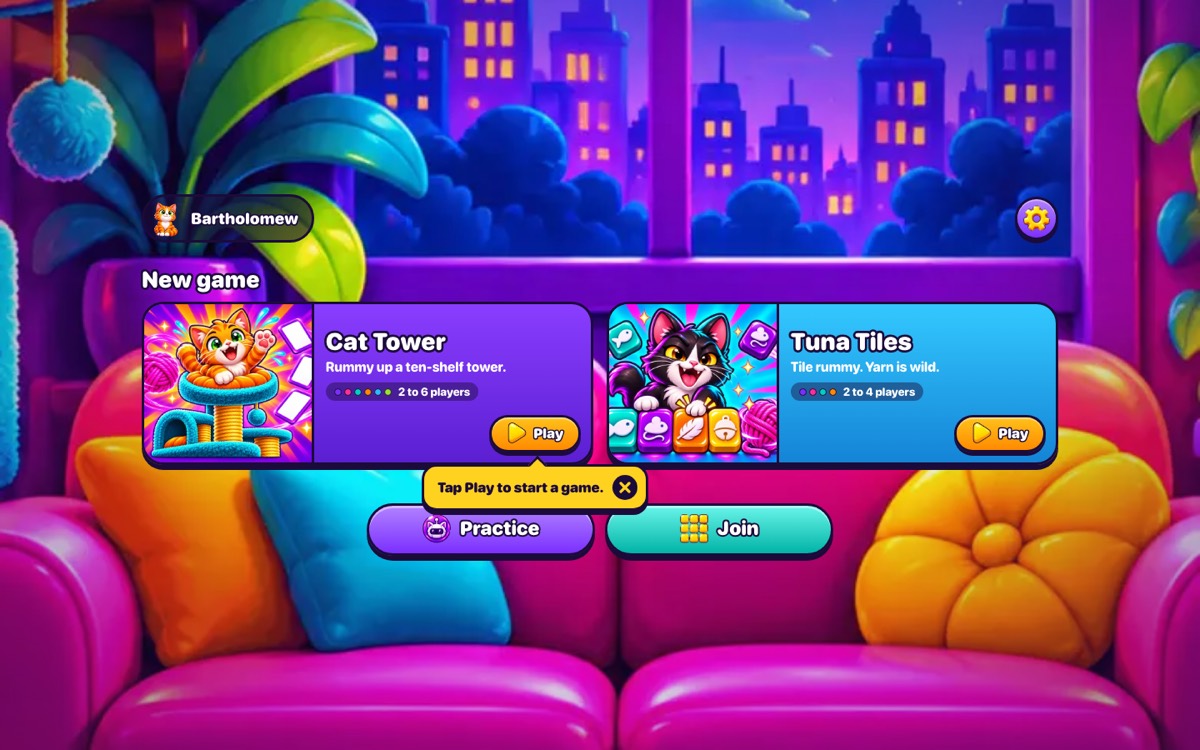 Bartholomew
New game
Cat Tower
Rummy up a ten-shelf tower.
2 to 6 players
Play
Tuna Tiles
Tile rummy. Yarn is wild.
2 to 4 players
Play
Tap Play to start a game.
Practice
Join